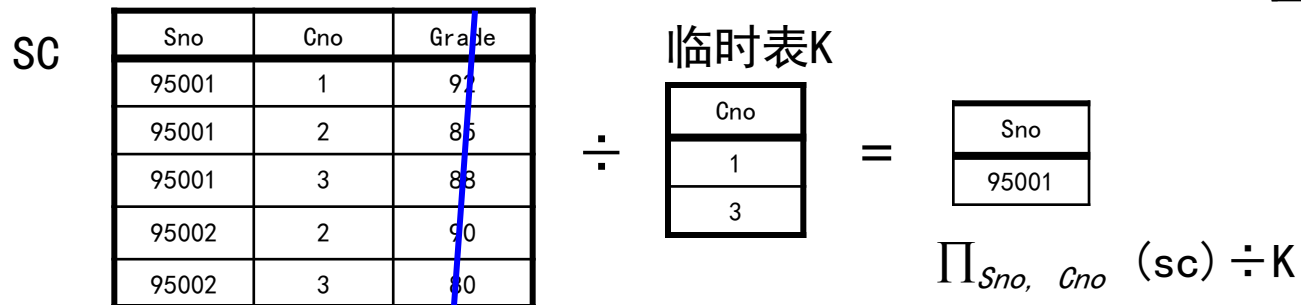 SC
Sno Cno Grade
95001 1 92
95001 2 85
95001 3 88
95002 2 90
95002 3 80
÷
临时表K
Cno
1
3
=
Sno
95001
∏Sno, Cno (sc)÷K